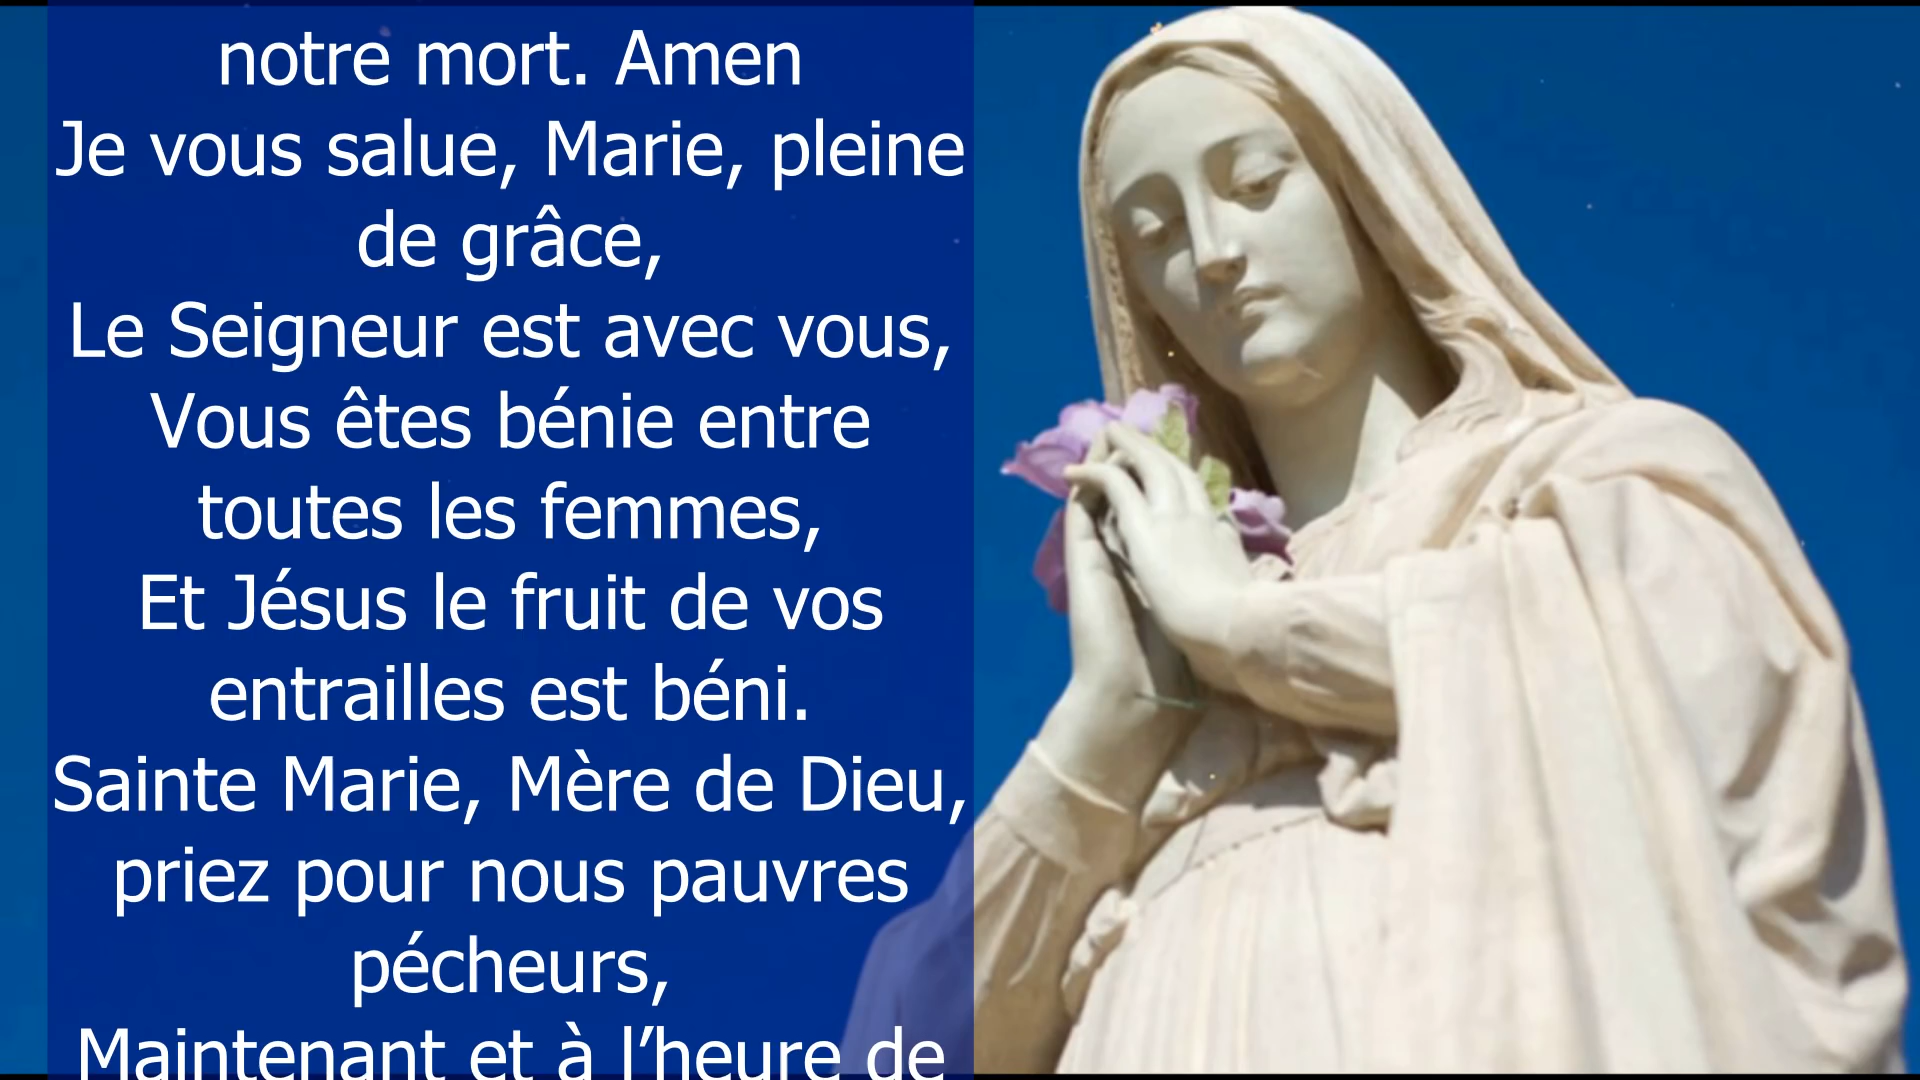 notre mort. Amen
Je vous salue, Marie, pleine
de grâce,
Le Seigneur est avec vous,
Vous êtes bénie entre
toutes les femmes,
Et Jésus le fruit de vos
entrailles est béni.
Sainte Marie, Mère de Dieu,
priez pour nous pauvres
pécheurs,
Maintenant et à l’heure de